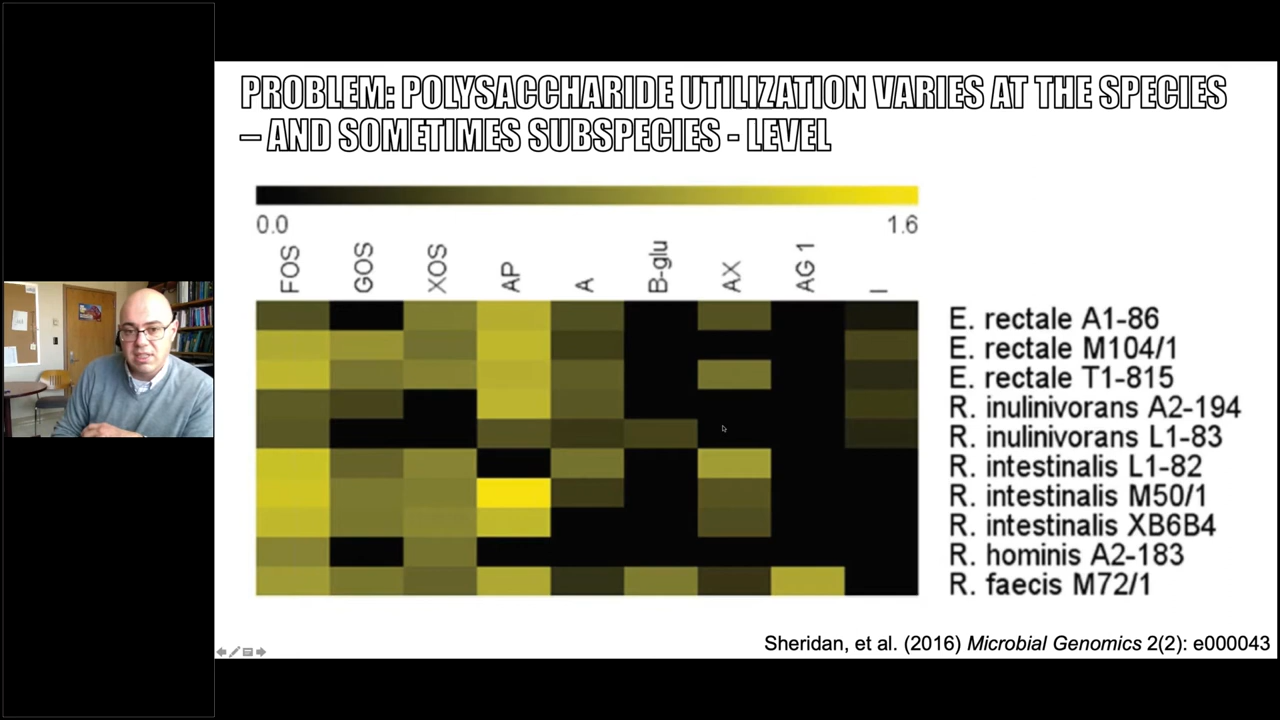 PROBLEM: POLYSACCHARIDE UTILIZATION VARIES AT THE SPECIES
– AND SOMETIMES SUBSPECIES - LEVEL
0.0
1.6
FOS
GOS
XOS
AP
A
B-glu
AX
AG 1
I
E. rectale A1-86
E. rectale M104/1
E. rectale T1-815
R. inulinivorans A2-194
R. inulinivorans L1-83
R. intestinalis L1-82
R. intestinalis M50/1
R. intestinalis XB6B4
R. hominis A2-183
R. faecis M72/1
Sheridan, et al. (2016) Microbial Genomics 2(2): e000043